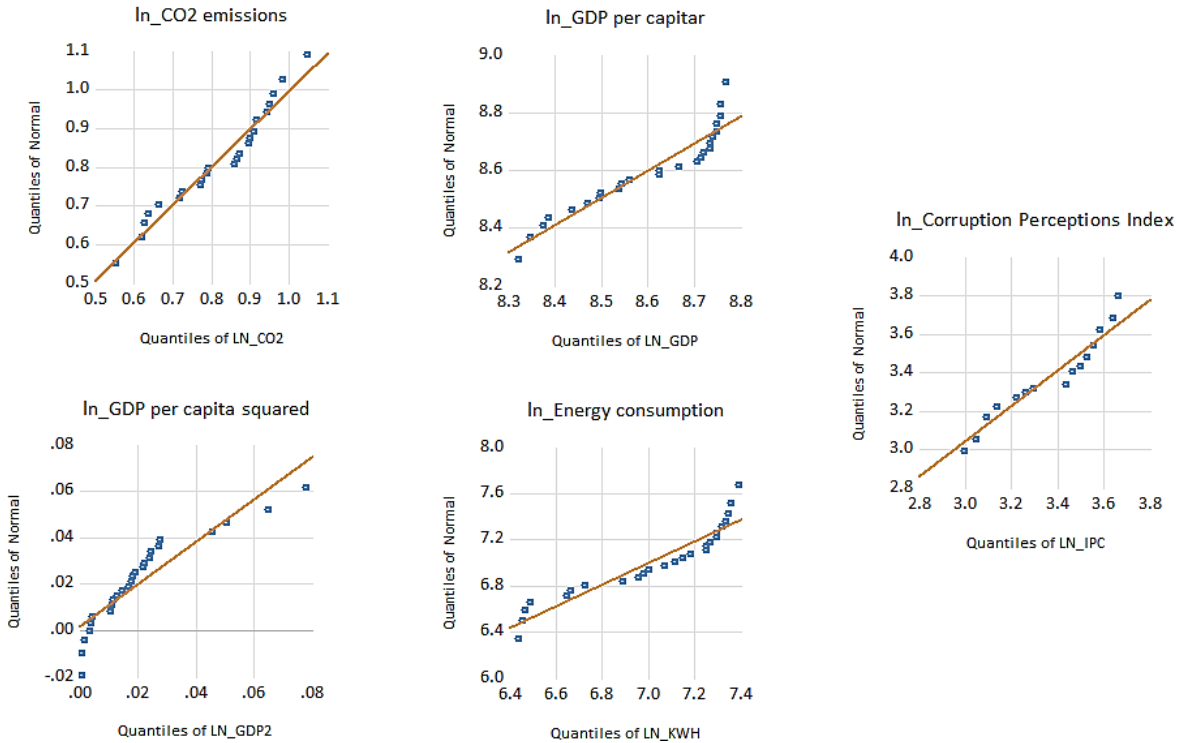 ln_CO2 emissions
Quantiles of Normal
1.1
1.0
0.9
0.8
0.7
0.6
0.5
0.5 0.6 0.7 0.8 0.9 1.0 1.1
Quantiles of LN_CO2
ln_GDP per capitar
Quantiles of Normal
9.0
8.8
8.6
8.4
8.2
8.3 8.4 8.5 8.6 8.7 8.8
Quantiles of LN_GDP
ln_Corruption Perceptions Index
Quantiles of Normal
4.0
3.8
3.6
3.4
3.2
3.0
2.8
2.8 3.0 3.2 3.4 3.6 3.8
Quantiles of LN_IPC
ln_GDP per capita squared
Quantiles of Normal
.08
.06
.04
.02
.00
-.02
.00 .02 .04 .06 .08
Quantiles of LN_GDP2
ln_Energy consumption
Quantiles of Normal
8.0
7.6
7.2
6.8
6.4
6.0
6.4 6.6 6.8 7.0 7.2 7.4
Quantiles of LN_KWH